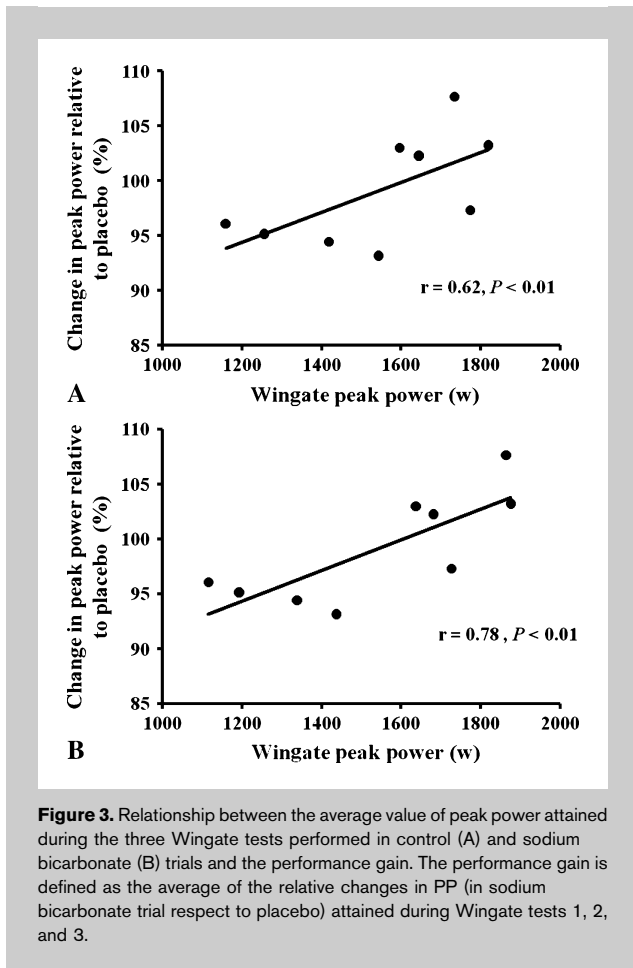 Change in peak power relative
to placebo (%)
110
105
100
95
90
85
r = 0.62, P < 0.01
1000 1200 1400 1600 1800 2000
A
Wingate peak power (w)
Change in peak power relative
to placebo (%)
110
105
100
95
90
85
r = 0.78 , P < 0.01
1000 1200 1400 1600 1800 2000
B
Wingate peak power (w)
Figure 3. Relationship between the average value of peak power attained
during the three Wingate tests performed in control (A) and sodium
bicarbonate (B) trials and the performance gain. The performance gain is
defined as the average of the relative changes in PP (in sodium
bicarbonate trial respect to placebo) attained during Wingate tests 1, 2,
and 3.